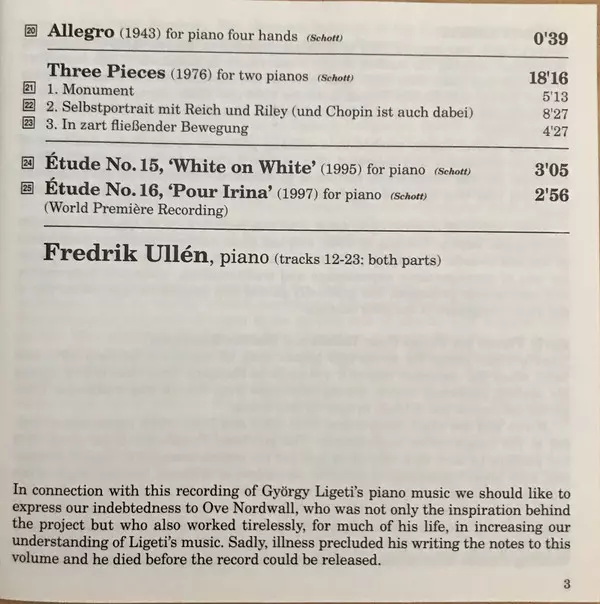 20 Allegro (1943) for piano four hands (Schott) 0'39
Three Pieces (1976) for two pianos (Schott) 18'16
21 1. Monument 5'13
22 2. Selbstportrait mit Reich und Riley (und Chopin ist auch dabei) 8'27
23 3. In zart fließender Bewegung 4'27
24 Étude No. 15, ‘White on White’ (1995) for piano (Schott) 3'05
25 Étude No. 16, ‘Pour Irina’ (1997) for piano (Schott) 2'56
(World Première Recording)
Fredrik Ullén, piano (tracks 12-23: both parts)
In connection with this recording of György Ligeti’s piano music we should like to
express our indebtedness to Ove Nordwall, who was not only the inspiration behind
the project but who also worked tirelessly, for much of his life, in increasing our
understanding of Ligeti’s music. Sadly, illness precluded his writing the notes to this
volume and he died before the record could be released.
3